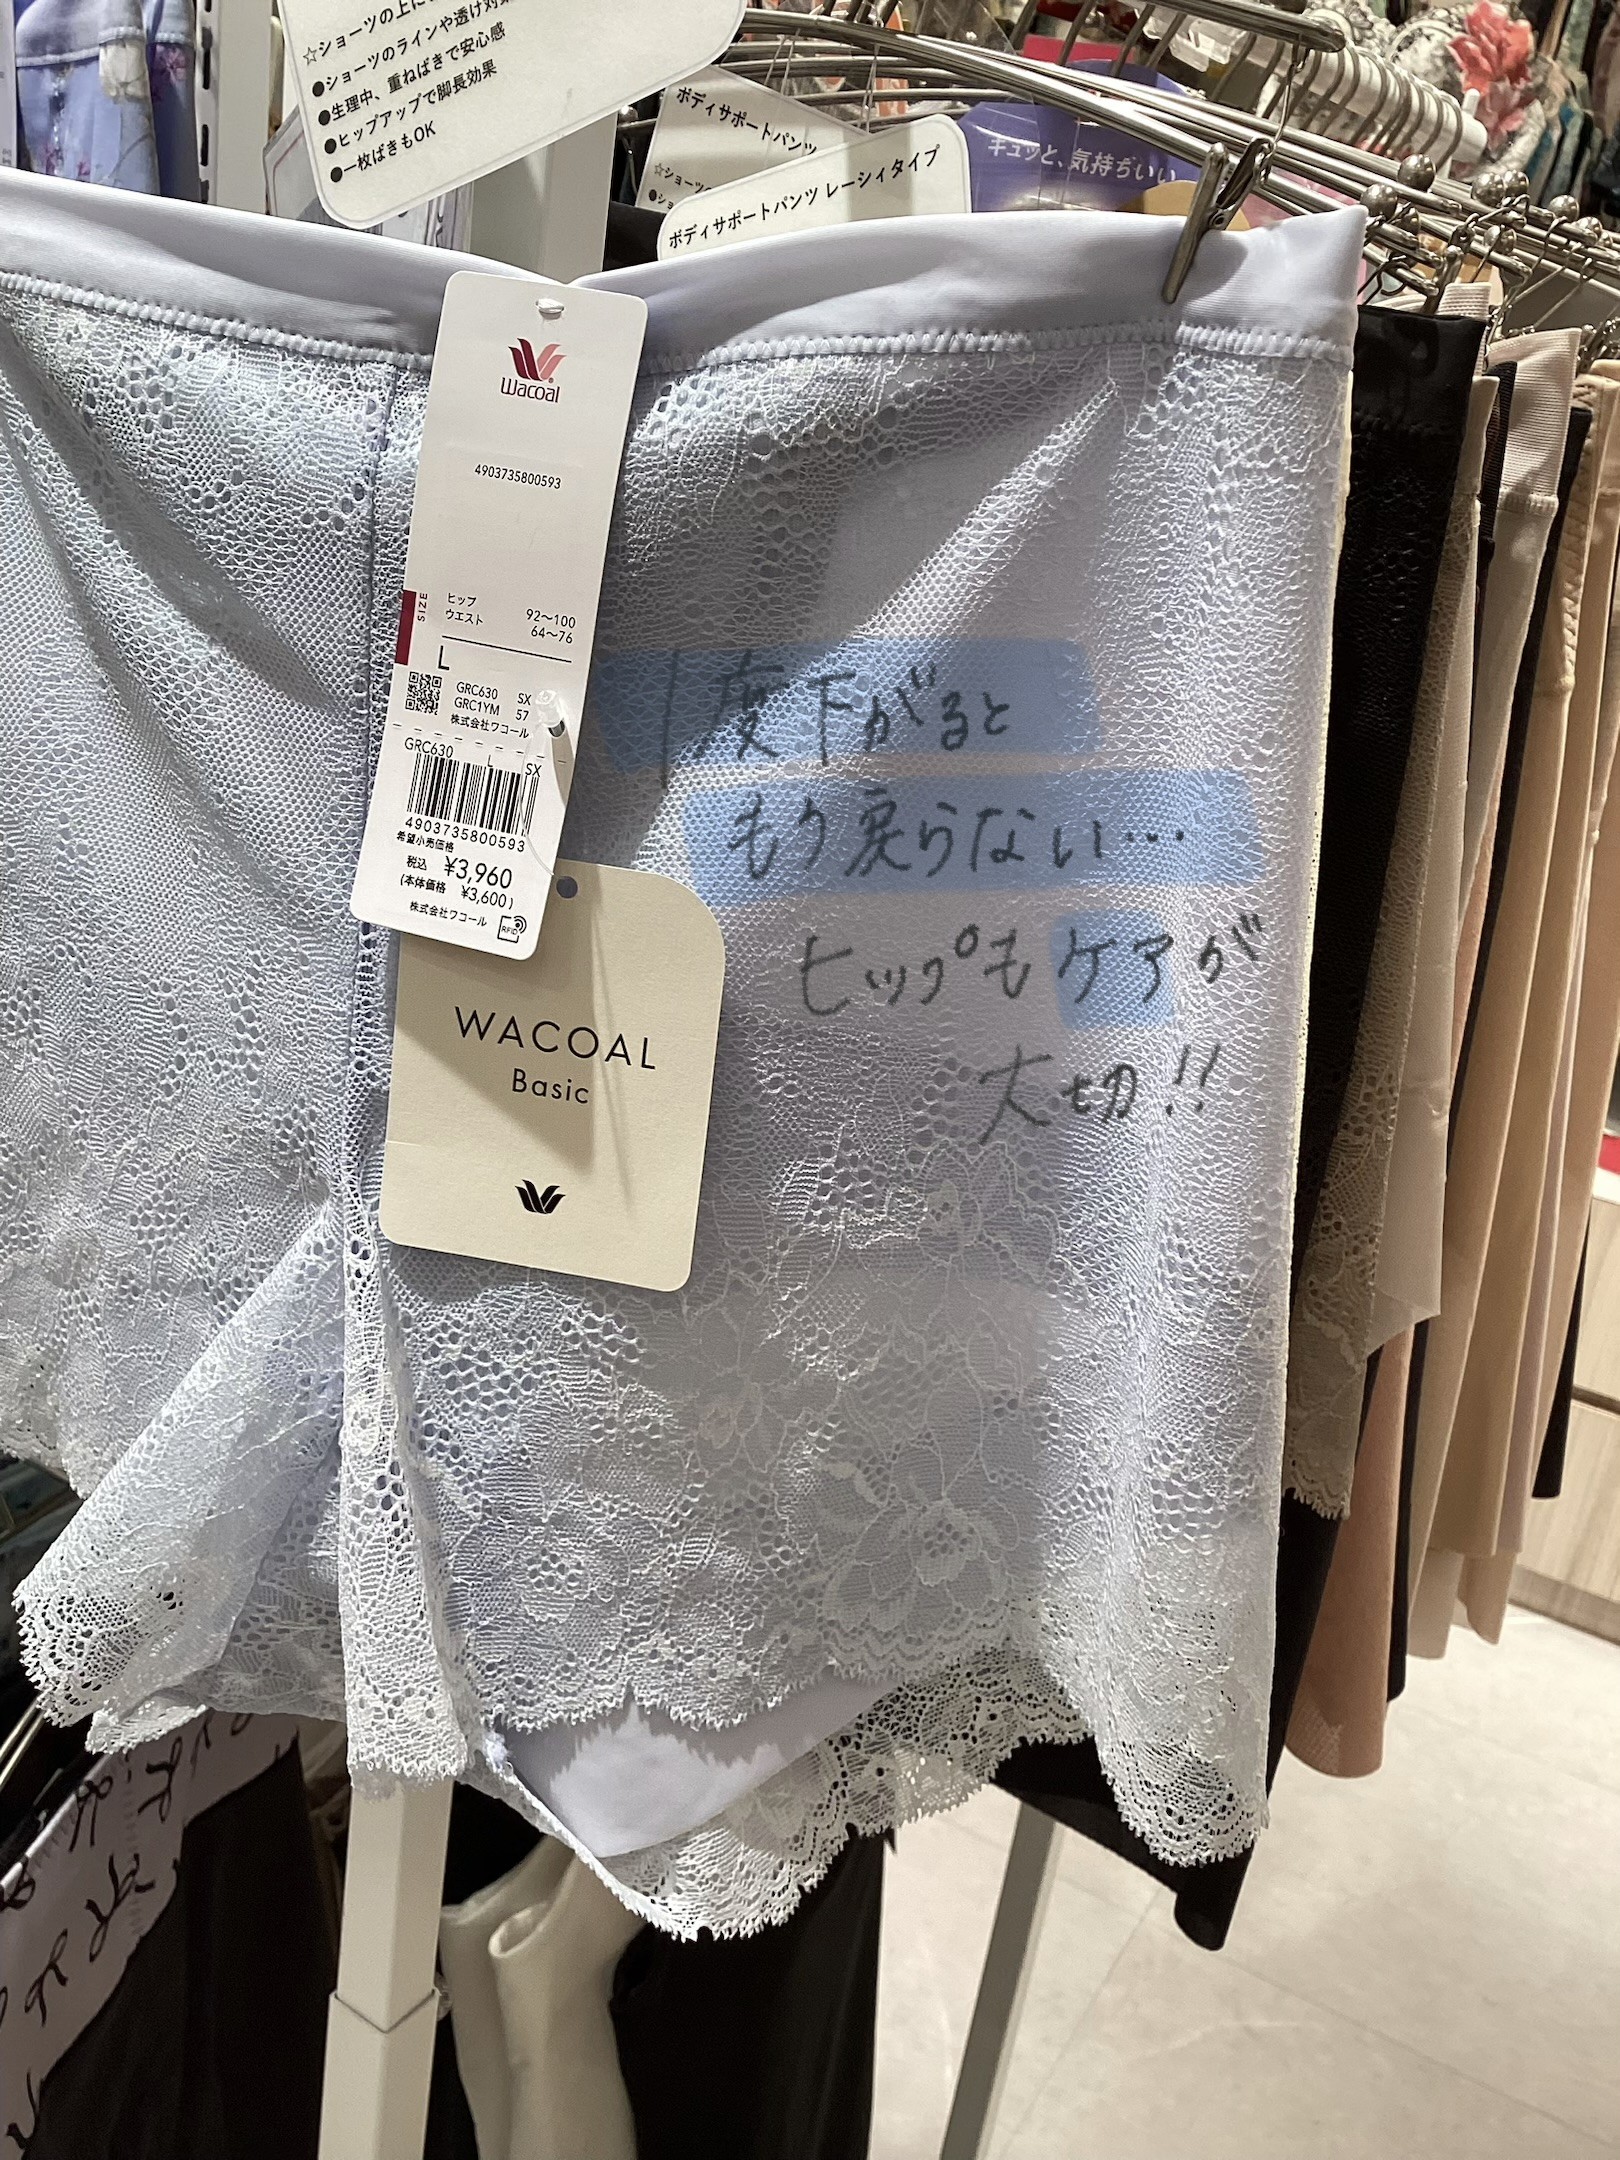 ☆ショーツの上に
●ショーツのラインや透け対策
●生理中、重ねばきで安心感
●ヒップアップで脚長効果
●一枚ばきもOK
ボディサポートパンツ
☆ショーツの
●ショ
ボディサポートパンツ レーシィタイプ
キュッと、気持ちいい
Wacoal
4903735800593
SIZE
ヒップ 92～100
ウエスト 64～76
L
GRC630 SX
GRC1YM 57
株式会社ワコール
GRC630 L SX
4903735800593
希望小売価格
税込 ¥3,960
(本体価格 ¥3,600)
株式会社ワコール
RFID
WACOAL
Basic
1度下がると
もう戻らない…
ヒップもケアが
大切!!